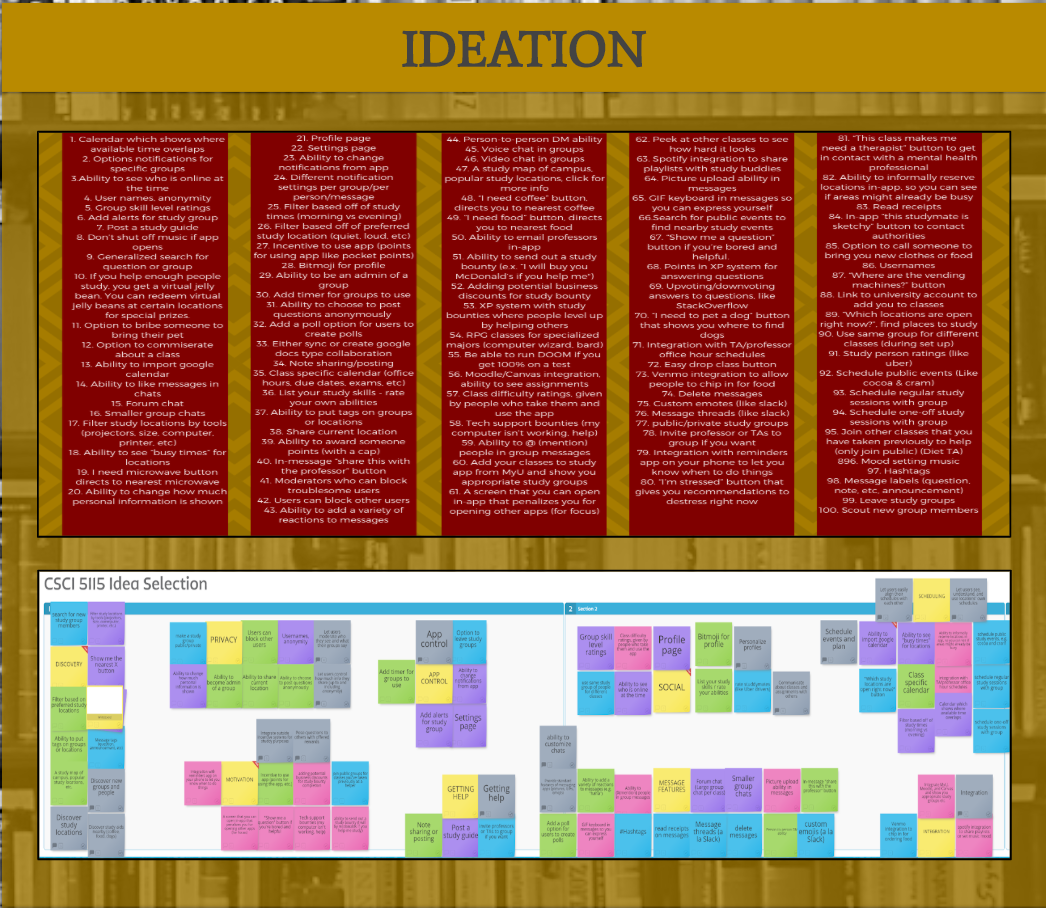 IDEATION
1. Calendar which shows where
available time overlaps
2. Options notifications for
specific groups
3.Ability to see who is online at
the time
4. User names, anonymity
5. Group skill level ratings
6. Add alerts for study group
7. Post a study guide
8. Don't shut off music if app
opens
9. Generalized search for
question or group
10. If you help enough people
study, you get a virtual jelly
bean. You can redeem virtual
jelly beans at certain locations
for special prizes.
11. Option to bribe someone to
bring their pet
12. Option to commiserate
about a class
13. Ability to import google
calendar
14. Ability to like messages in
chats
15. Forum chat
16. Smaller group chats
17. Filter study locations by tools
(projectors, size, computer,
printer, etc)
18. Ability to see "busy times" for
locations
19. I need microwave button
directs to nearest microwave
20. Ability to change how much
personal information is shown
21. Profile page
22. Settings page
23. Ability to change
notifications from app
24. Different notification
settings per group/per
person/message
25. Filter based off of study
times (morning vs evening)
26. Filter based off of preferred
study location (quiet, loud, etc)
27. Incentive to use app (points
for using app like pocket points)
28. Bitmoji for profile
29. Ability to be an admin of a
group
30. Add timer for groups to use
31. Ability to choose to post
questions anonymously
32. Add a poll option for users to
create polls
33. Either sync or create google
docs type collaboration
34. Note sharing/posting
35. Class specific calendar (office
hours, due dates, exams, etc)
36. List your study skills - rate
your own abilities
37. Ability to put tags on groups
or locations
38. Share current location
39. Ability to award someone
points (with a cap)
40. In-message "share this with
the professor" button
41. Moderators who can block
troublesome users
42. Users can block other users
43. Ability to add a variety of
reactions to messages
44. Person-to-person DM ability
45. Voice chat in groups
46. Video chat in groups
47. A study map of campus,
popular study locations, click for
more info
48. "I need coffee" button,
directs you to nearest coffee
49. "I need food" button, directs
you to nearest food
50. Ability to email professors
in-app
51. Ability to send out a study
bounty (e.x. "I will buy you
McDonald's if you help me")
52. Adding potential business
discounts for study bounty
53. XP system with study
bounties where people level up
by helping others
54. RPG classes for specialized
majors (computer wizard, bard)
55. Be able to run DOOM if you
get 100% on a test
56. Moodle/Canvas integration,
ability to see assignments
57. Class difficulty ratings, given
by people who take them and
use the app
58. Tech support bounties (my
computer isn't working, help)
59. Ability to @ (mention)
people in group messages
60. Add your classes to study
app from MyU and show you
appropriate study groups
61. A screen that you can open
in-app that penalizes you for
opening other apps (for focus)
62. Peek at other classes to see
how hard it looks
63. Spotify integration to share
playlists with study buddies
64. Picture upload ability in
messages
65. GIF keyboard in messages so
you can express yourself
66.Search for public events to
find nearby study events
67. "Show me a question"
button if you're bored and
helpful.
68. Points in XP system for
answering questions
69. Upvoting/downvoting
answers to questions, like
StackOverflow
70. "I need to pet a dog" button
that shows you where to find
dogs
71. Integration with TA/professor
office hour schedules
72. Easy drop class button
73. Venmo integration to allow
people to chip in for food
74. Delete messages
75. Custom emotes (like slack)
76. Message threads (like slack)
77. public/private study groups
78. Invite professor or TAs to
group if you want
79. Integration with reminders
app on your phone to let you
know when to do things
80. "I'm stressed" button that
gives you recommendations to
destress right now
81. "This class makes me
need a therapist" button to get
in contact with a mental health
professional
82. Ability to informally reserve
locations in-app, so you can see
if areas might already be busy
83. Read receipts
84. In-app "this studymate is
sketchy" button to contact
authorities
85. Option to call someone to
bring you new clothes or food
86. Usernames
87. "Where are the vending
machines?" button
88. Link to university account to
add you to classes
89. "Which locations are open
right now?", find places to study
90. Use same group for different
classes (during set up)
91. Study person ratings (like
uber)
92. Schedule public events (Like
cocoa & cram)
93. Schedule regular study
sessions with group
94. Schedule one-off study
sessions with group
95. Join other classes that you
have taken previously to help
(only join public) (Diet TA)
896. Mood setting music
97. Hashtags
98. Message labels (question,
note, etc, announcement)
99. Leave study groups
100. Scout new group members
CSCI 5115 Idea Selection
2 Section 2
SCHEDULING
Search for new
study group
members
DISCOVERY
Show me the
nearest X
button
Filter based on
preferred study
locations
Ability to put
tags on groups
or locations
Discover new
groups and
people
Discover
study
locations
PRIVACY
Users can
block other
users
Usernames,
anonymity
Ability to
become admin
of a group
Ability to share
current
location
MOTIVATION
App
control
Option to
leave study
groups
Add timer for
groups to
use
APP
CONTROL
Ability to
change
notifications
from app
Add alerts
for study
group
Settings
page
GETTING
HELP
Getting
help
Note
sharing or
posting
Post a
study guide
Group skill
level
ratings
Profile
page
Bitmoji for
profile
Personalize
profiles
Ability to see
who is online
at the time
SOCIAL
List your study
skills / rate
your abilities
ability to
customize
chats
MESSAGE
FEATURES
Smaller
group
chats
Picture upload
ability in
messages
Add a poll
option for
users to create
polls
#Hashtags
read receipts
on messages
Message
threads (a
la Slack)
delete
messages
custom
emotes (a la
Slack)
Schedule
events and
plan
Ability to
import google
calendar
Class
specific
calendar
Integration
INTEGRATION